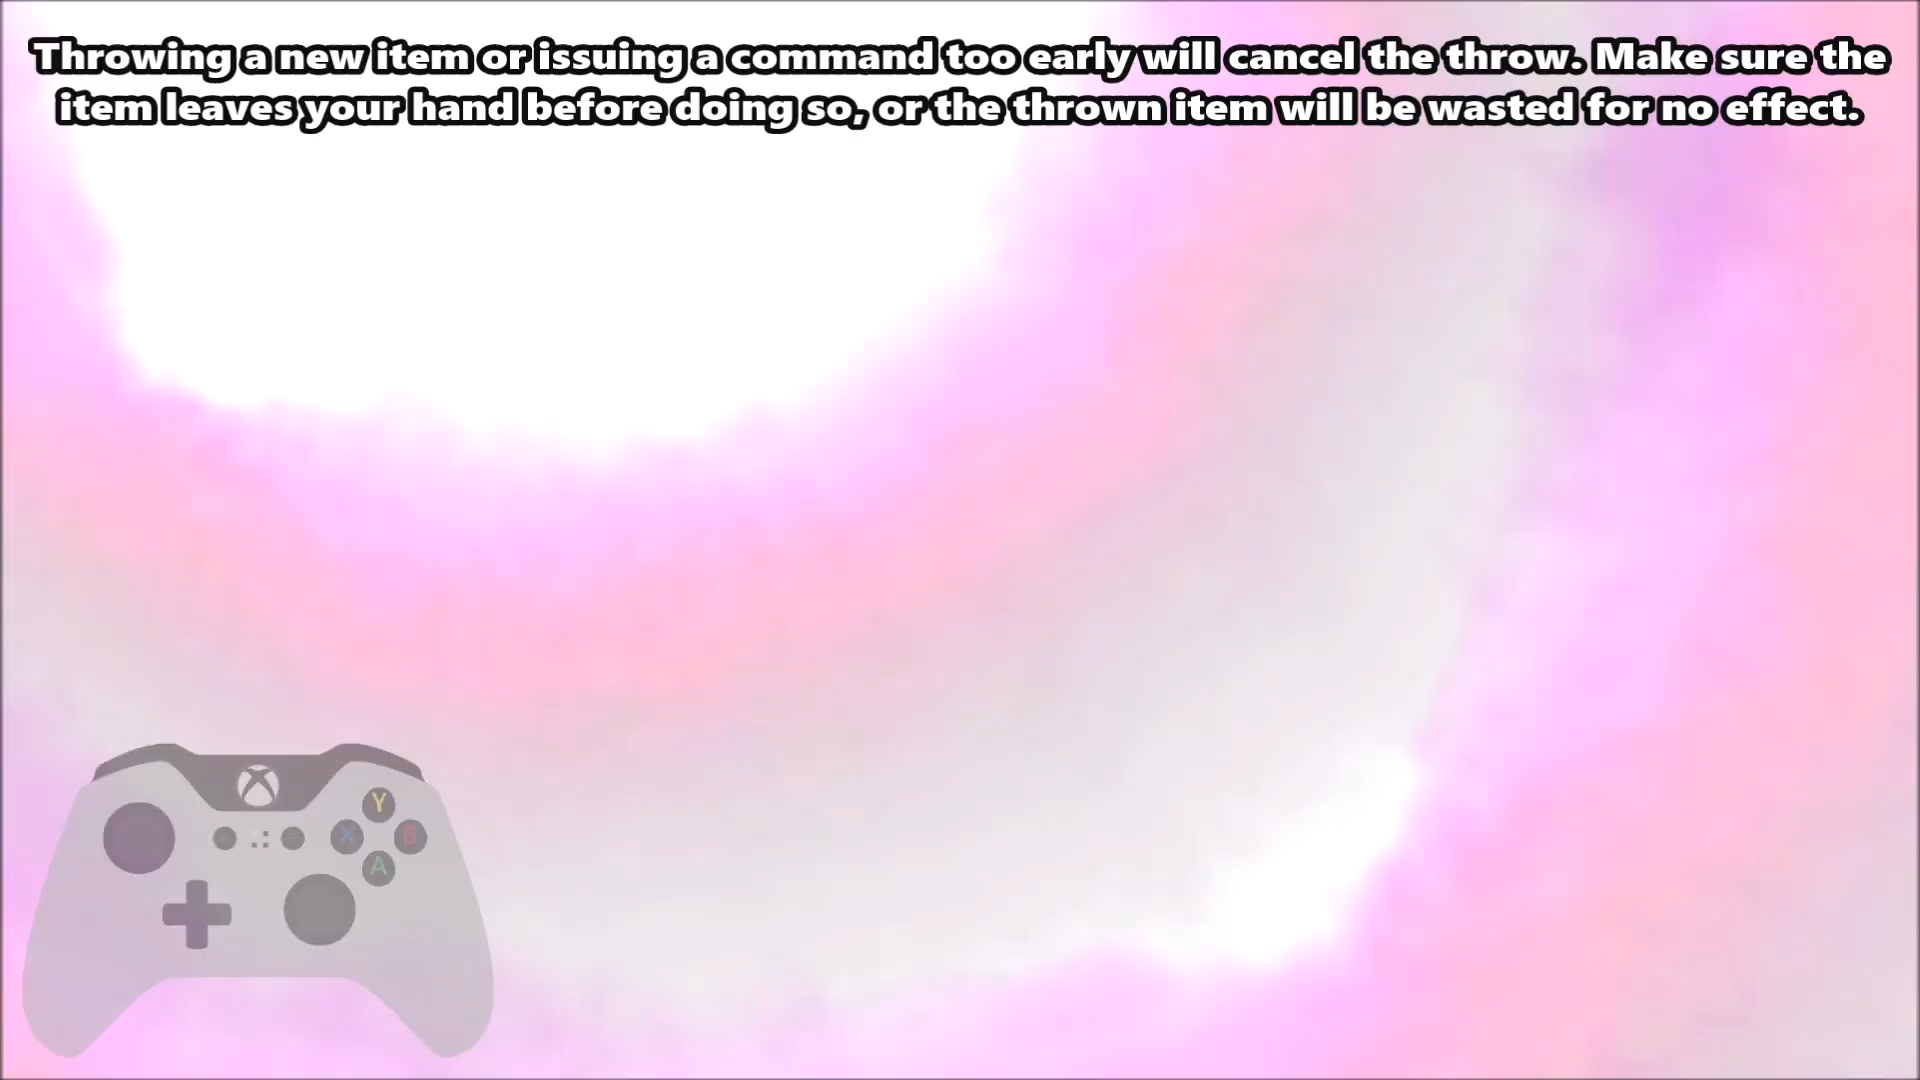 Throwing a new item or issuing a command too early will cancel the throw. Make sure the
item leaves your hand before doing so, or the thrown item will be wasted for no effect.
Y
X B
A